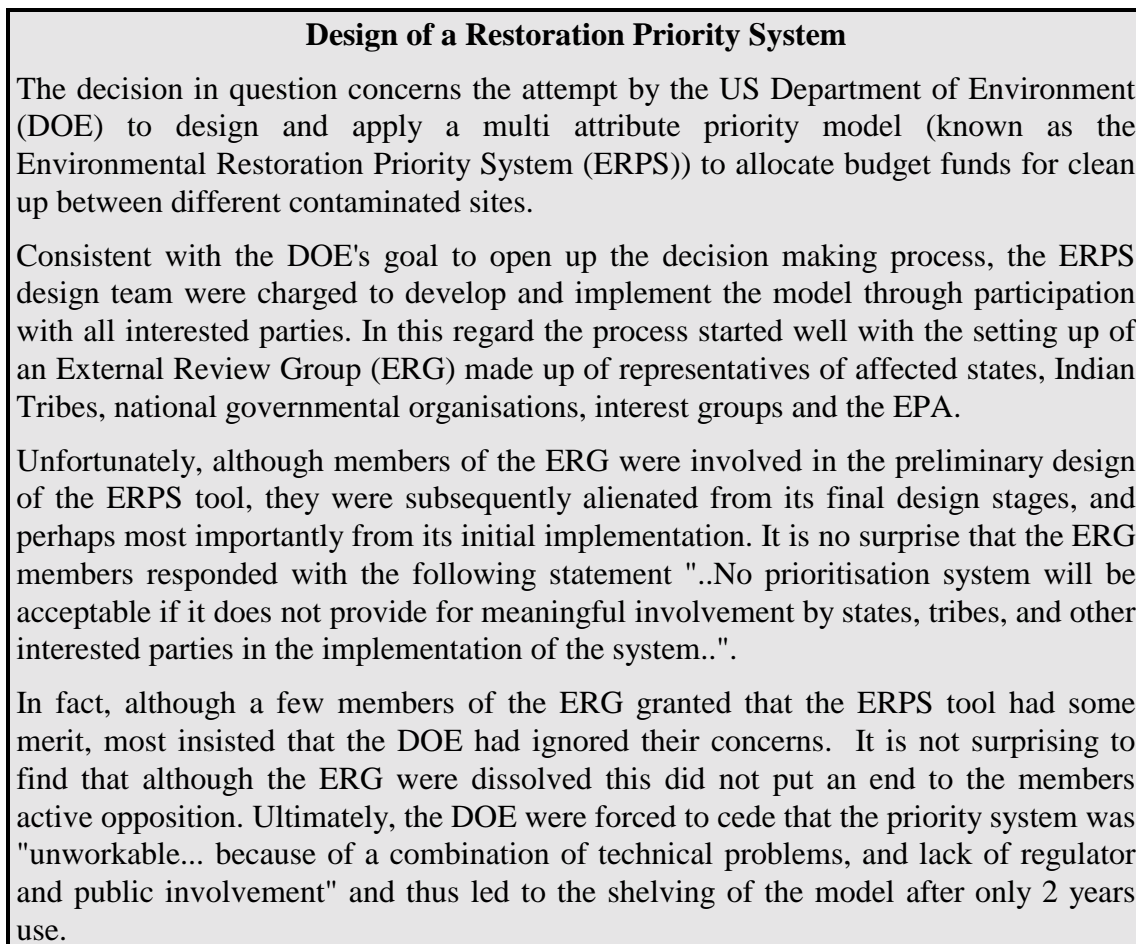 Design of a Restoration Priority System
The decision in question concerns the attempt by the US Department of Environment
(DOE) to design and apply a multi attribute priority model (known as the
Environmental Restoration Priority System (ERPS)) to allocate budget funds for clean
up between different contaminated sites.
Consistent with the DOE's goal to open up the decision making process, the ERPS
design team were charged to develop and implement the model through participation
with all interested parties. In this regard the process started well with the setting up of
an External Review Group (ERG) made up of representatives of affected states, Indian
Tribes, national governmental organisations, interest groups and the EPA.
Unfortunately, although members of the ERG were involved in the preliminary design
of the ERPS tool, they were subsequently alienated from its final design stages, and
perhaps most importantly from its initial implementation. It is no surprise that the ERG
members responded with the following statement "..No prioritisation system will be
acceptable if it does not provide for meaningful involvement by states, tribes, and other
interested parties in the implementation of the system..".
In fact, although a few members of the ERG granted that the ERPS tool had some
merit, most insisted that the DOE had ignored their concerns.  It is not surprising to
find that although the ERG were dissolved this did not put an end to the members
active opposition. Ultimately, the DOE were forced to cede that the priority system was
"unworkable... because of a combination of technical problems, and lack of regulator
and public involvement" and thus led to the shelving of the model after only 2 years
use.